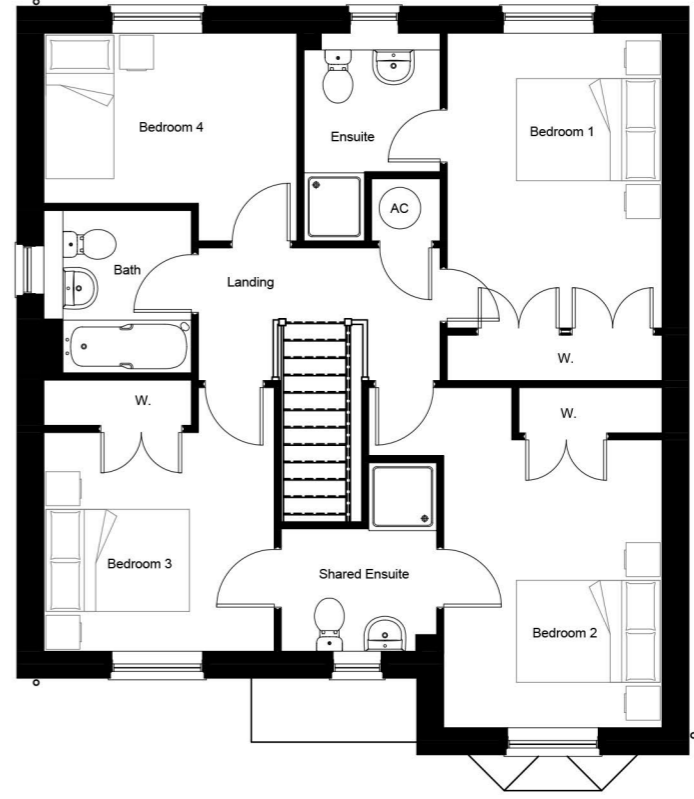 Bedroom 4
Ensuite
Bedroom 1
AC
Bath
Landing
W.
W.
W.
Bedroom 3
Shared Ensuite
Bedroom 2